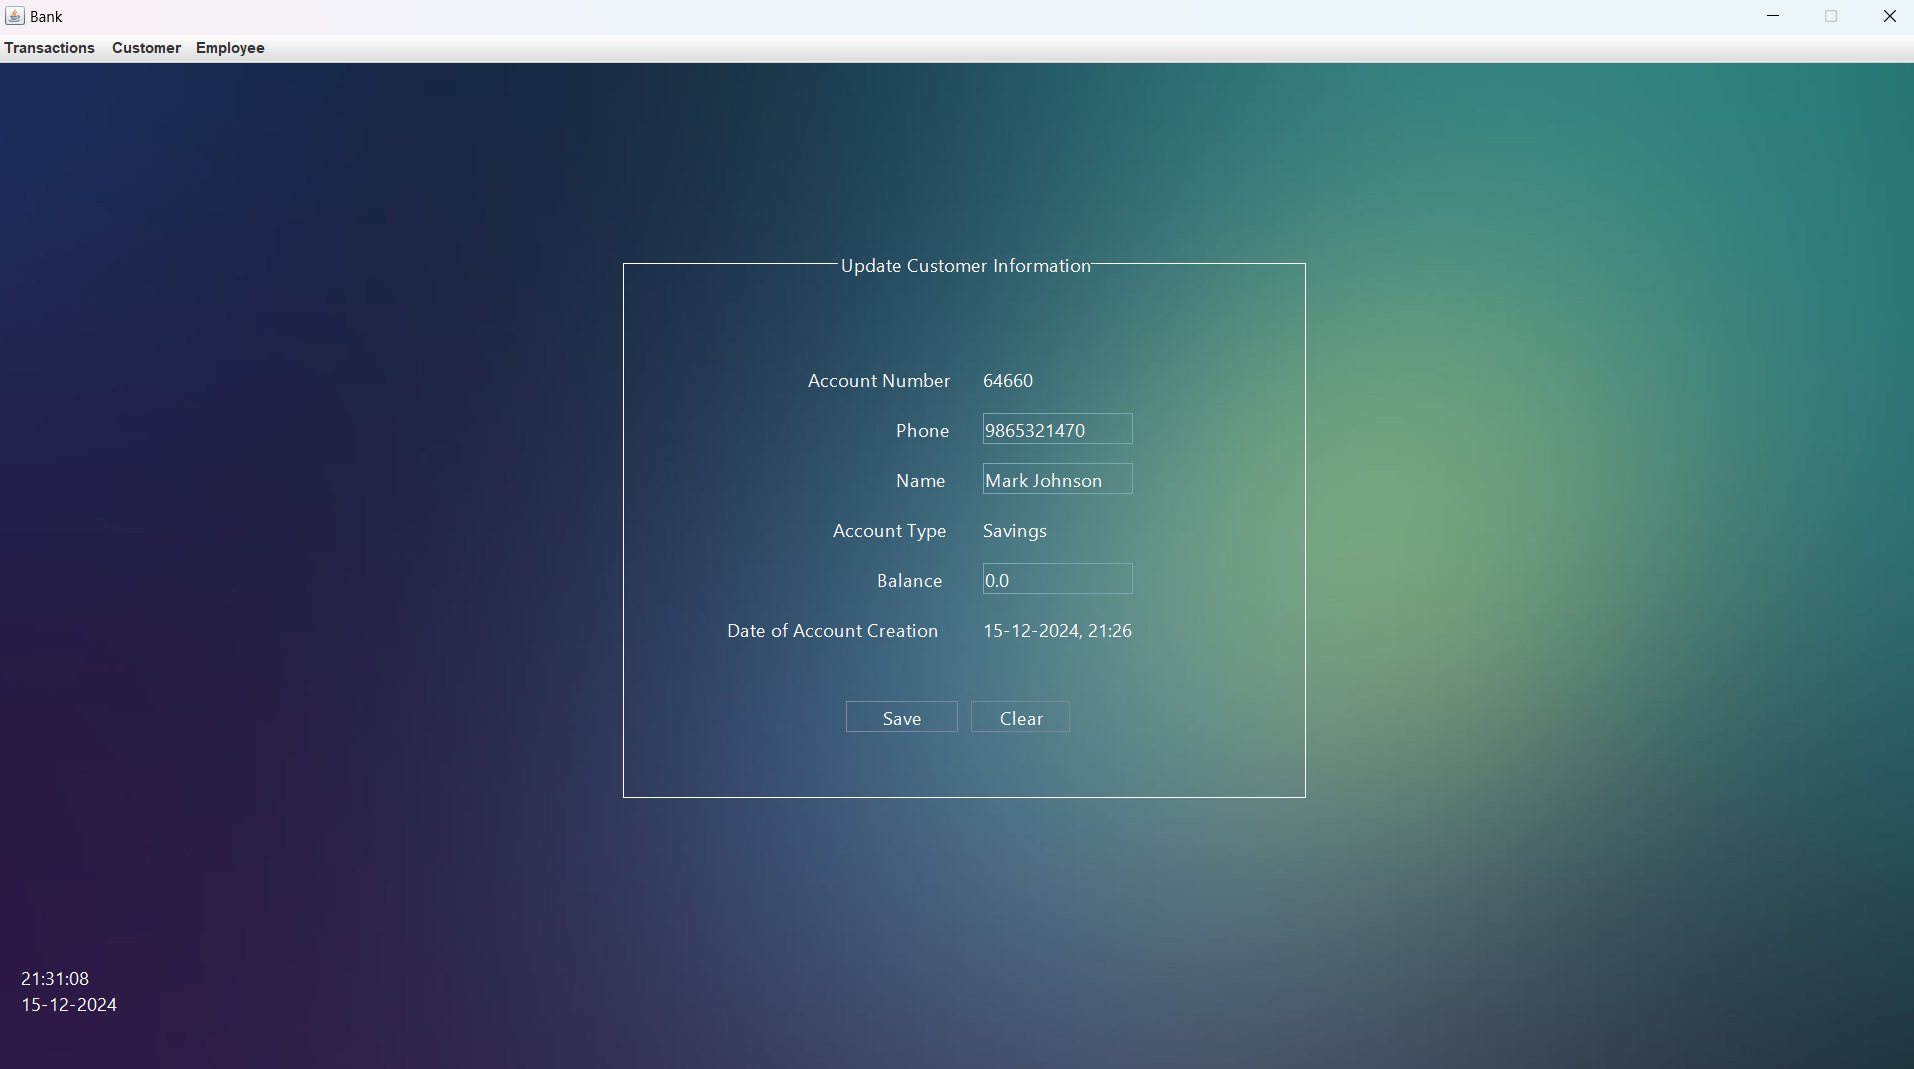 Bank
Transactions Customer Employee
Update Customer Information
Account Number 64660
Phone 9865321470
Name Mark Johnson
Account Type Savings
Balance 0.0
Date of Account Creation 15-12-2024, 21:26
Save Clear
21:31:08
15-12-2024